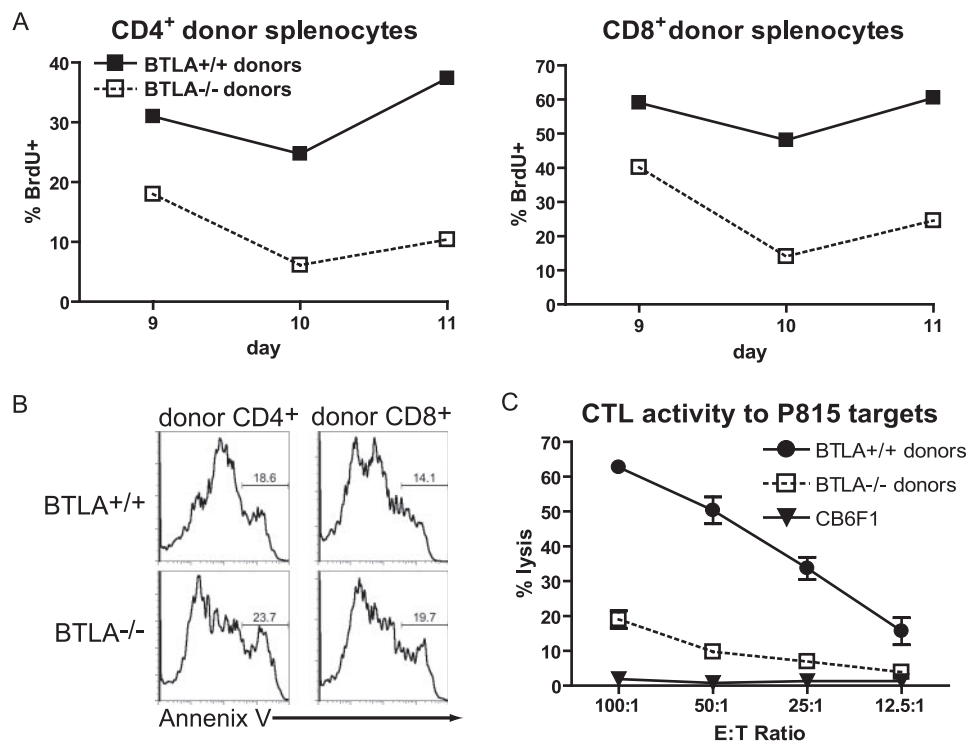 A
CD4+ donor splenocytes
BTLA+/+ donors
BTLA-/- donors
% BrdU+
40
30
20
10
0
9 10 11
day
CD8+ donor splenocytes
% BrdU+
70
60
50
40
30
20
10
0
9 10 11
day
B
donor CD4+ donor CD8+
BTLA+/+
18.6
14.1
BTLA-/-
23.7
19.7
Annenix V
C
CTL activity to P815 targets
BTLA+/+ donors
BTLA-/- donors
CB6F1
% lysis
70
60
50
40
30
20
10
0
100:1 50:1 25:1 12.5:1
E:T Ratio